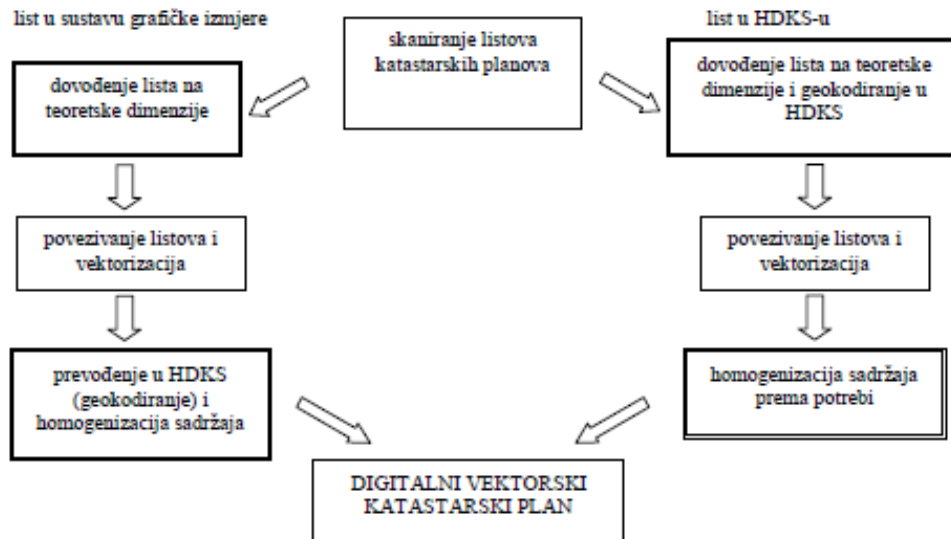 list u sustavu grafičke izmjere
list u HDKS-u
skaniranje listova
katastarskih planova
dovođenje lista na
teoretske dimenzije
dovođenje lista na teoretske
dimenzije i geokodiranje u
HDKS
povezivanje listova i
vektorizacija
povezivanje listova i
vektorizacija
prevođenje u HDKS
(geokodiranje) i
homogenizacija sadržaja
homogenizacija sadržaja
prema potrebi
DIGITALNI VEKTORSKI
KATASTARSKI PLAN